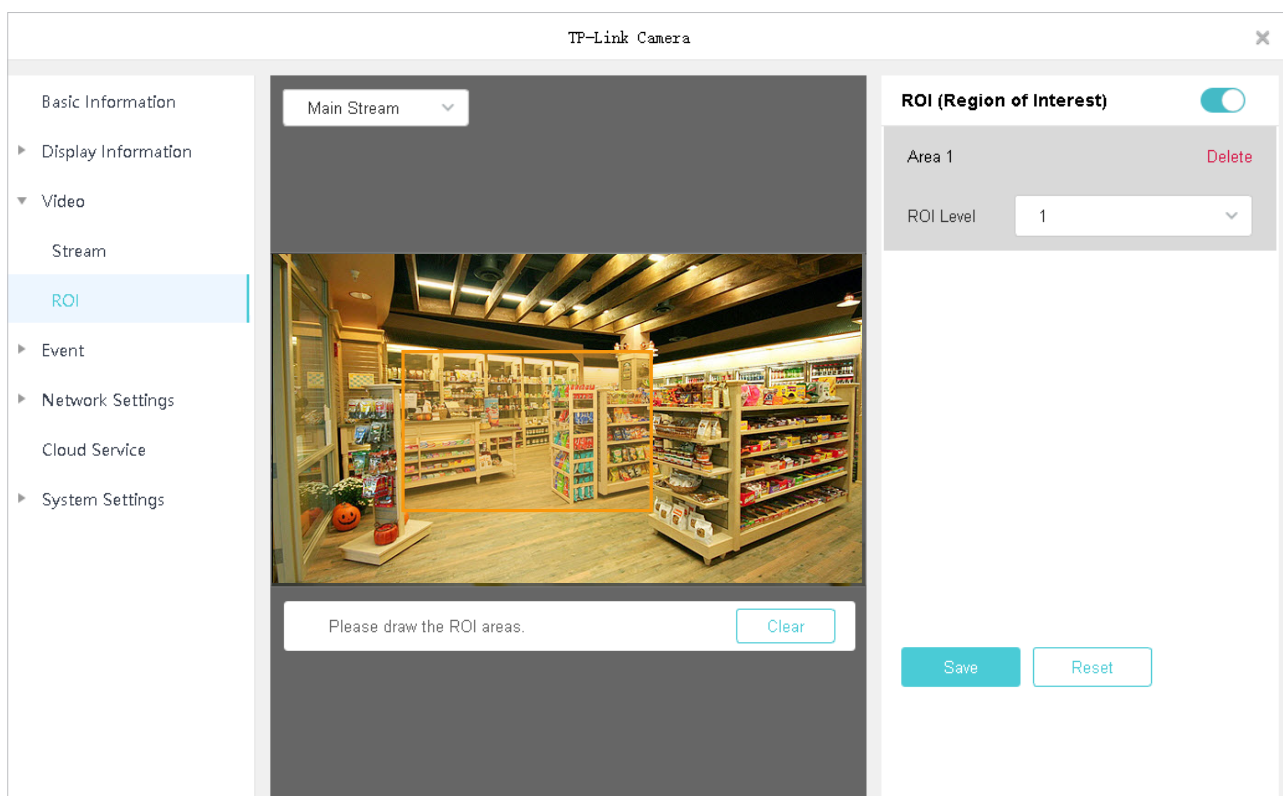 TP-Link Camera
Basic Information
Display Information
Video
Stream
ROI
Event
Network Settings
Cloud Service
System Settings
Main Stream
Please draw the ROI areas.
Clear
ROI (Region of Interest)
Area 1
Delete
ROI Level
1
Save
Reset